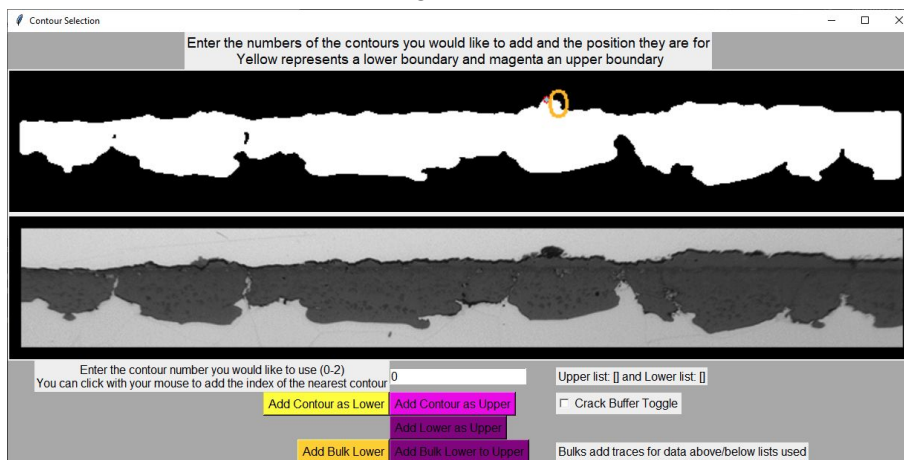 Contour Selection
Enter the numbers of the contours you would like to add and the position they are for
Yellow represents a lower boundary and magenta an upper boundary
Enter the contour number you would like to use (0-2)
You can click with your mouse to add the index of the nearest contour
0
Upper list: [] and Lower list: []
Add Contour as Lower
Add Contour as Upper
Crack Buffer Toggle
Add Lower as Upper
Add Bulk Lower
Add Bulk Lower to Upper
Bulks add traces for data above/below lists used